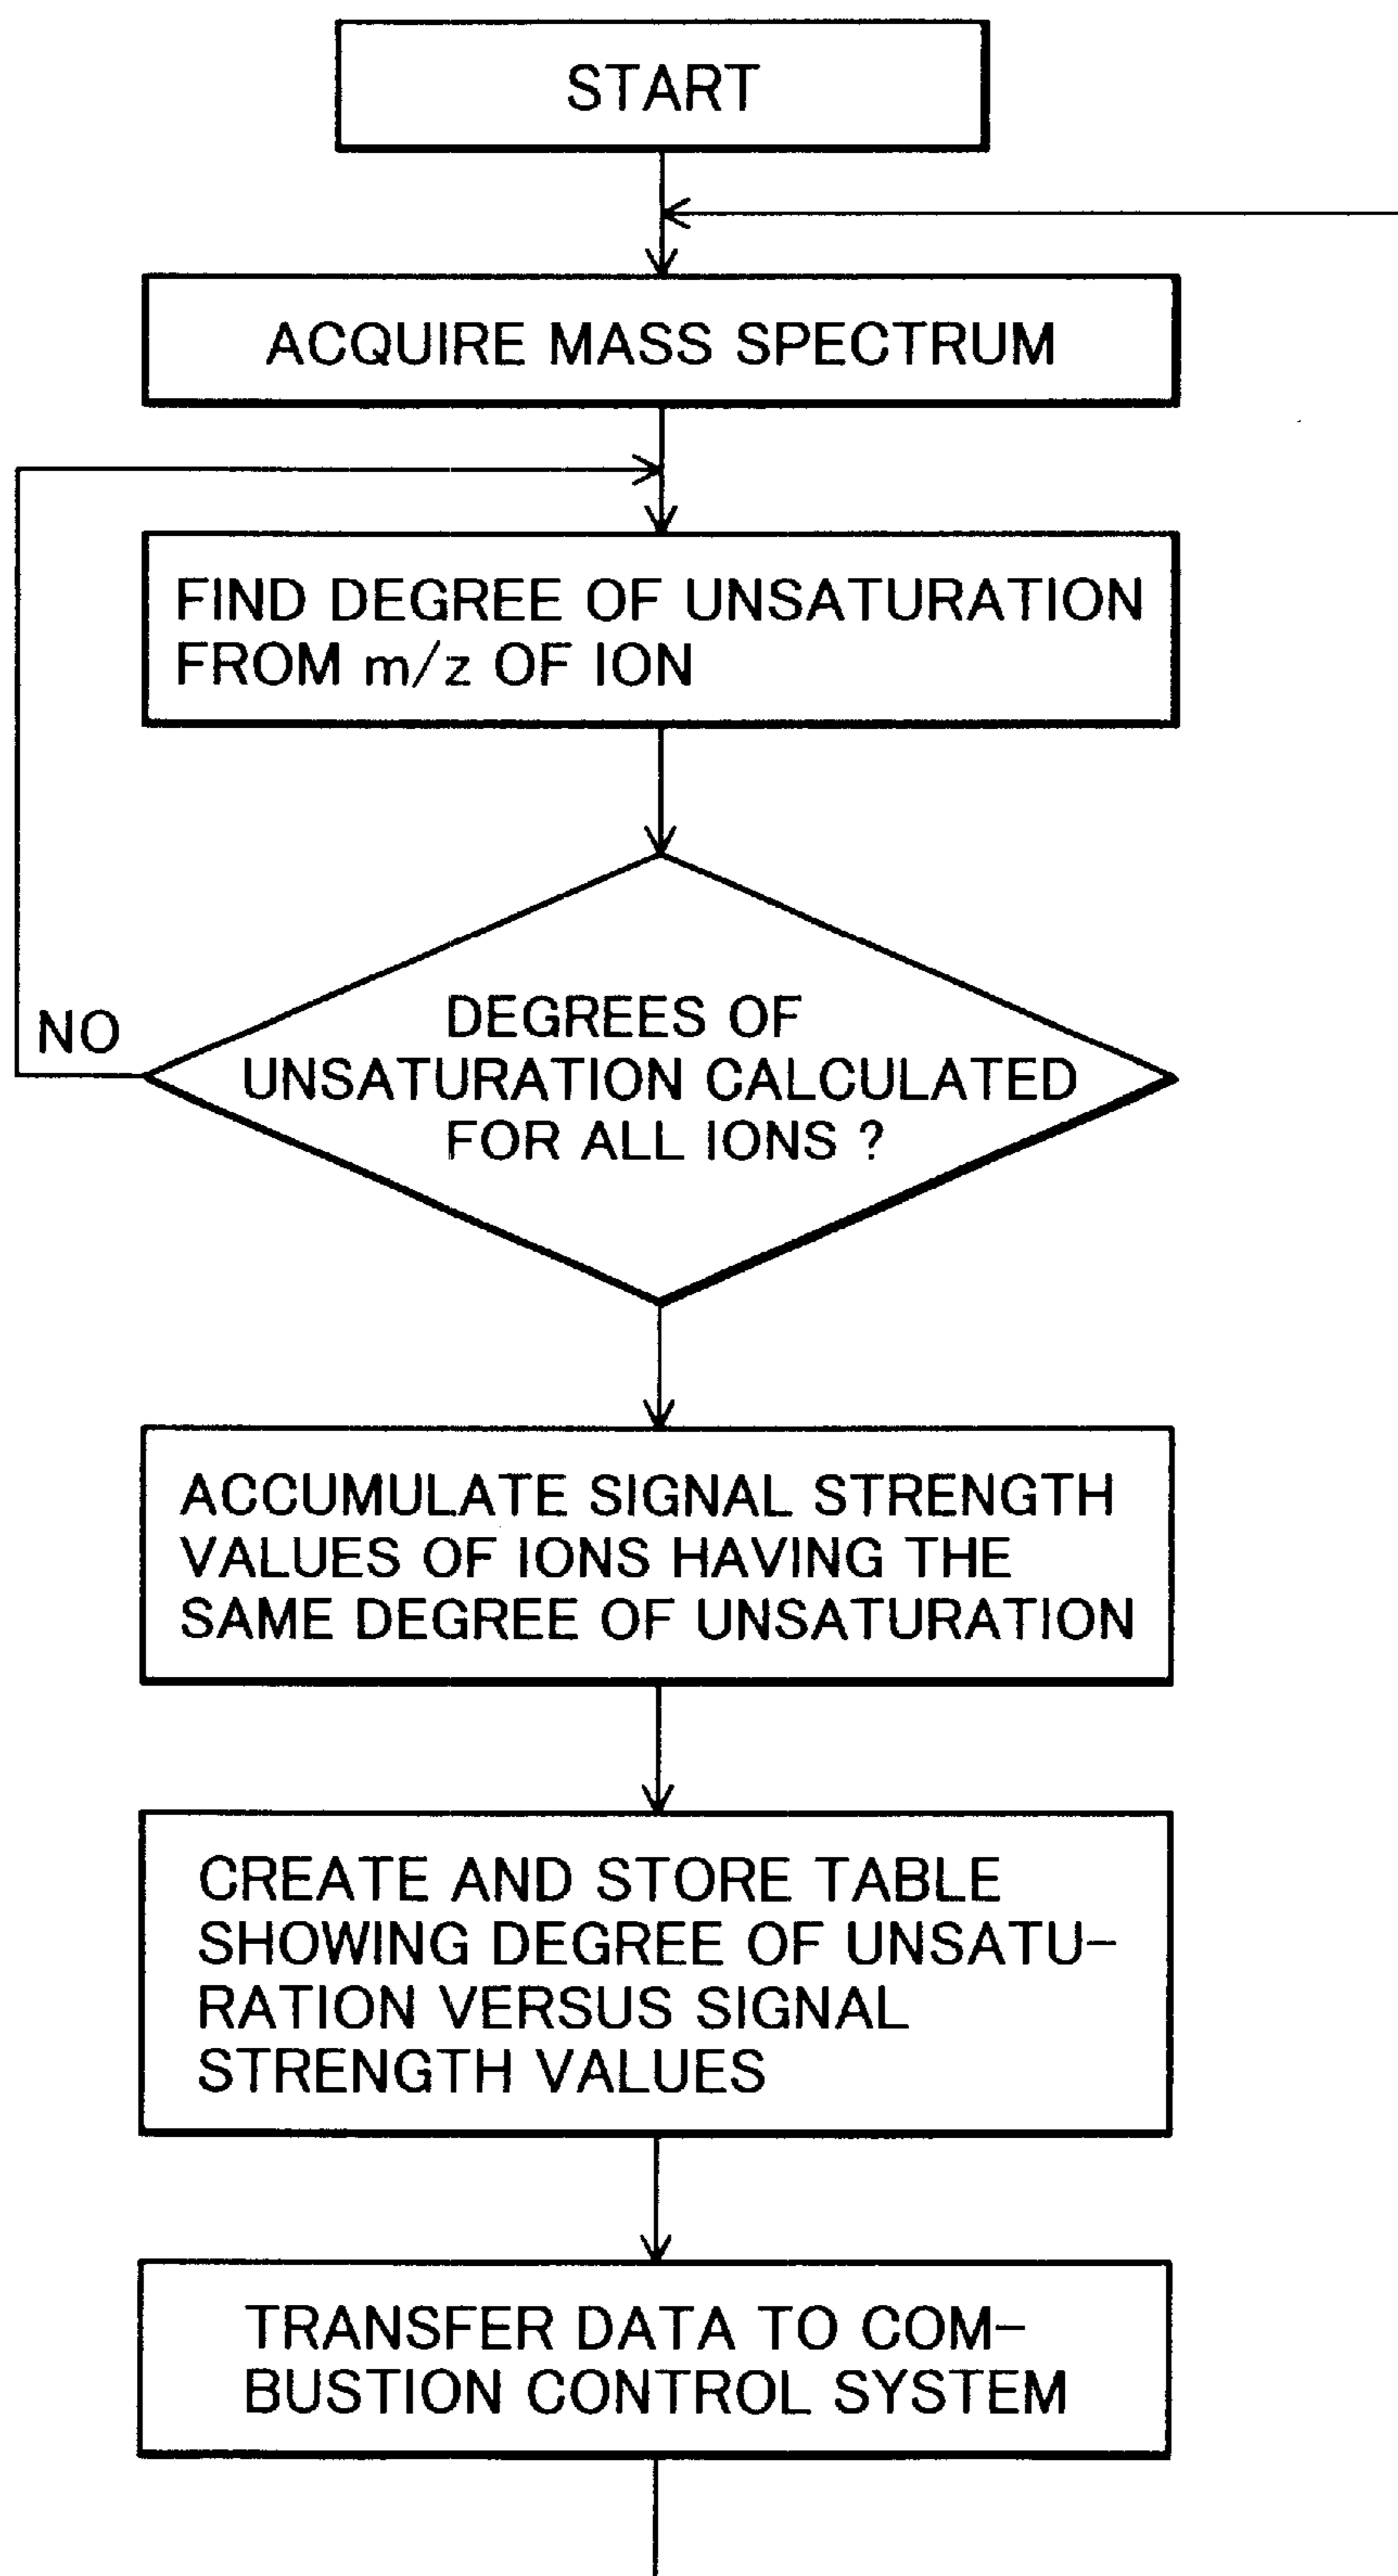 START
ACQUIRE MASS SPECTRUM
FIND DEGREE OF UNSATURATION
FROM m/z OF ION
NO
DEGREES OF
UNSATURATION CALCULATED
FOR ALL IONS ?
ACCUMULATE SIGNAL STRENGTH
VALUES OF IONS HAVING THE
SAME DEGREE OF UNSATURATION
CREATE AND STORE TABLE
SHOWING DEGREE OF UNSATU-
RATION VERSUS SIGNAL
STRENGTH VALUES
TRANSFER DATA TO COM-
BUSTION CONTROL SYSTEM